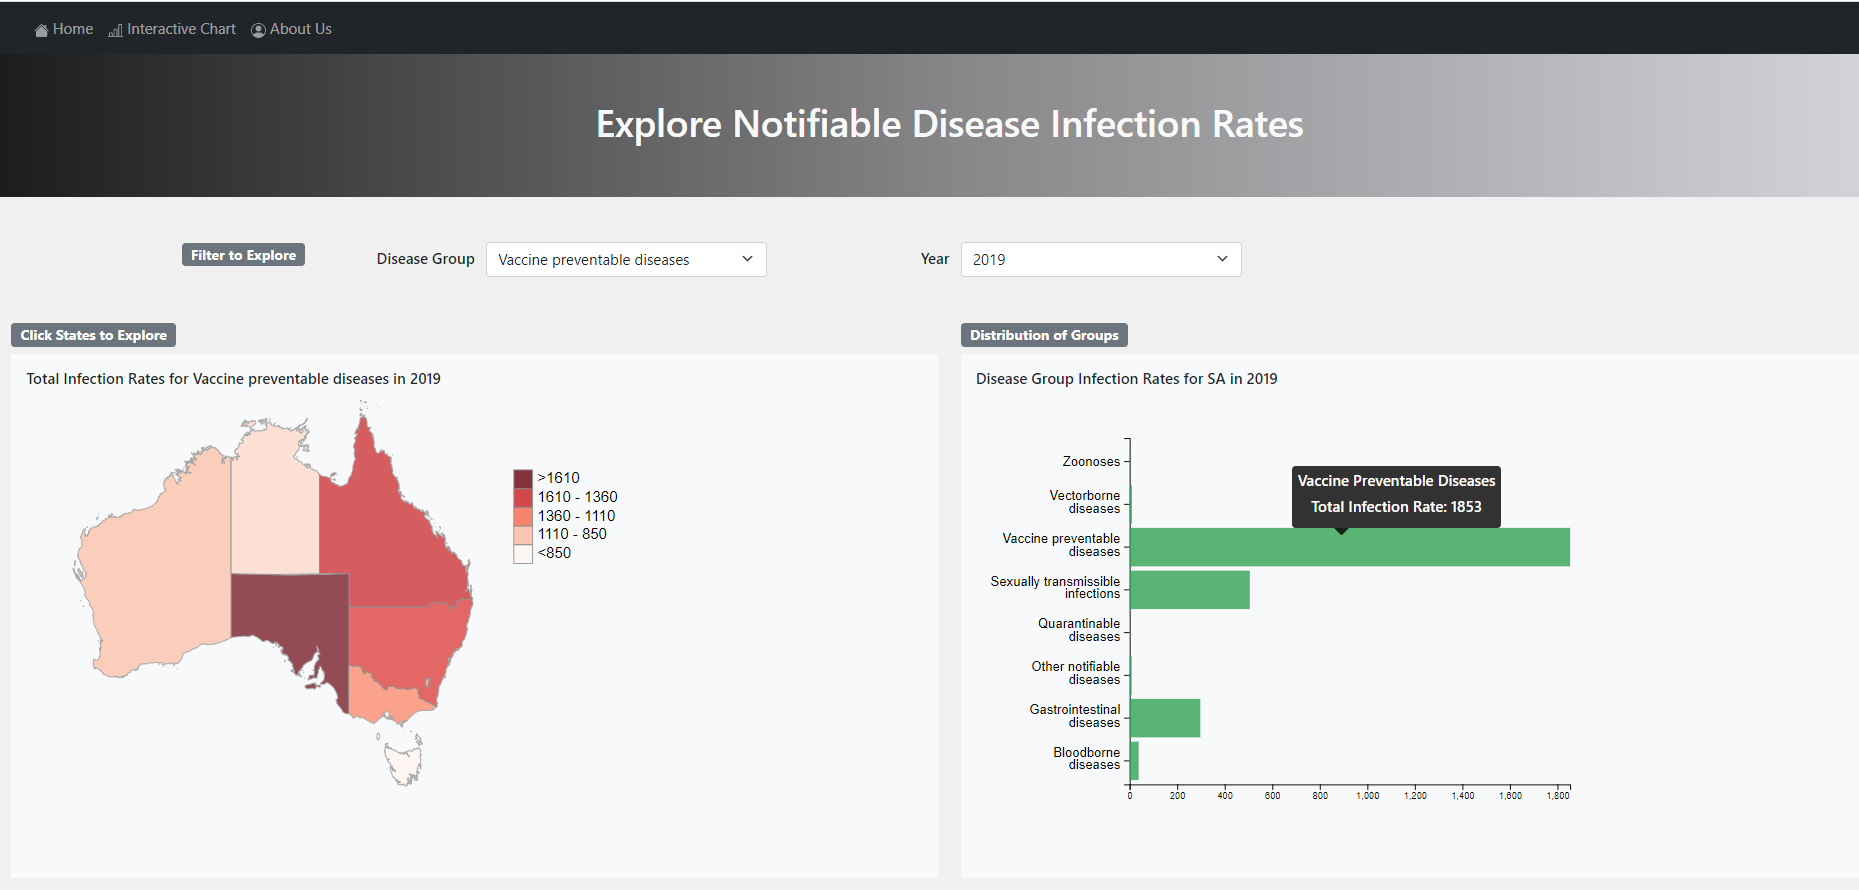 Home Interactive Chart About Us
Explore Notifiable Disease Infection Rates
Filter to Explore
Disease Group Vaccine preventable diseases
Year 2019
Click States to Explore
Total Infection Rates for Vaccine preventable diseases in 2019
>1610
1610 - 1360
1360 - 1110
1110 - 850
<850
Distribution of Groups
Disease Group Infection Rates for SA in 2019
Zoonoses
Vectorborne
diseases
Vaccine preventable
diseases
Sexually transmissible
infections
Quarantinable
diseases
Other notifiable
diseases
Gastrointestinal
diseases
Bloodborne
diseases
Vaccine Preventable Diseases
Total Infection Rate: 1853
0 200 400 600 800 1,000 1,200 1,400 1,600 1,800